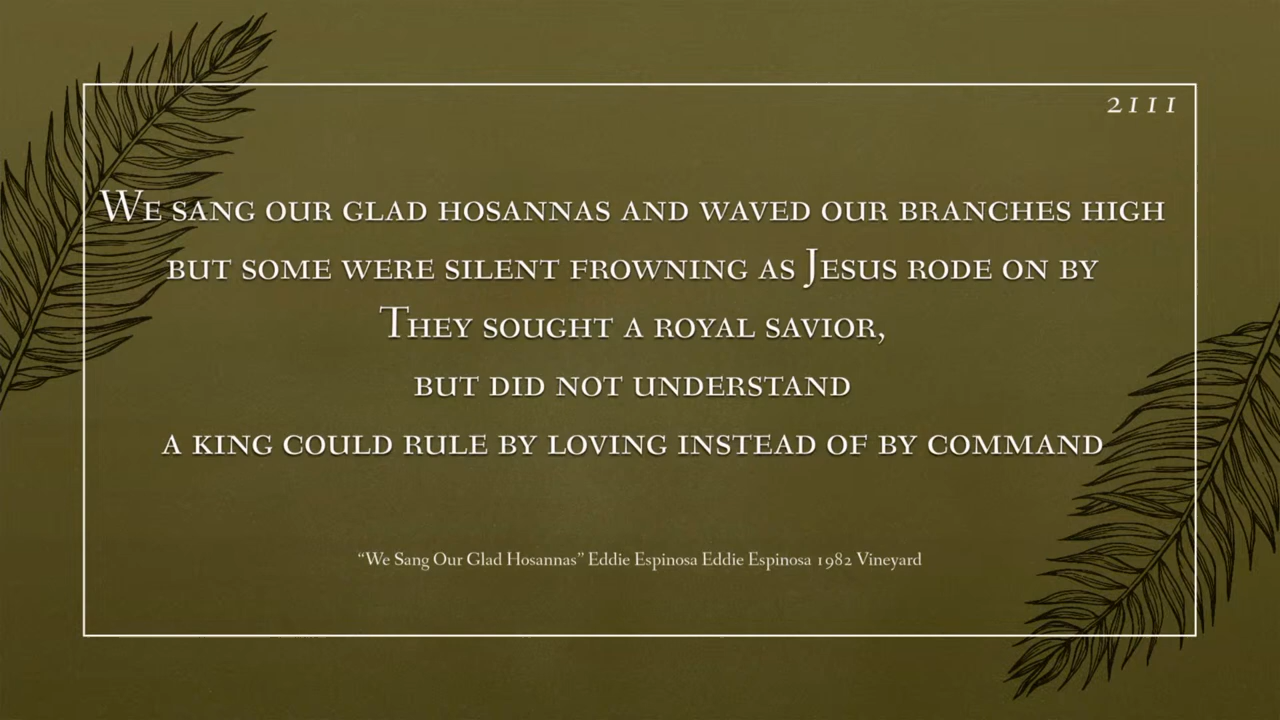 2111
We sang our glad hosannas and waved our branches high
but some were silent frowning as Jesus rode on by
They sought a royal savior,
but did not understand
a king could rule by loving instead of by command
“We Sang Our Glad Hosannas” Eddie Espinosa Eddie Espinosa 1982 Vineyard